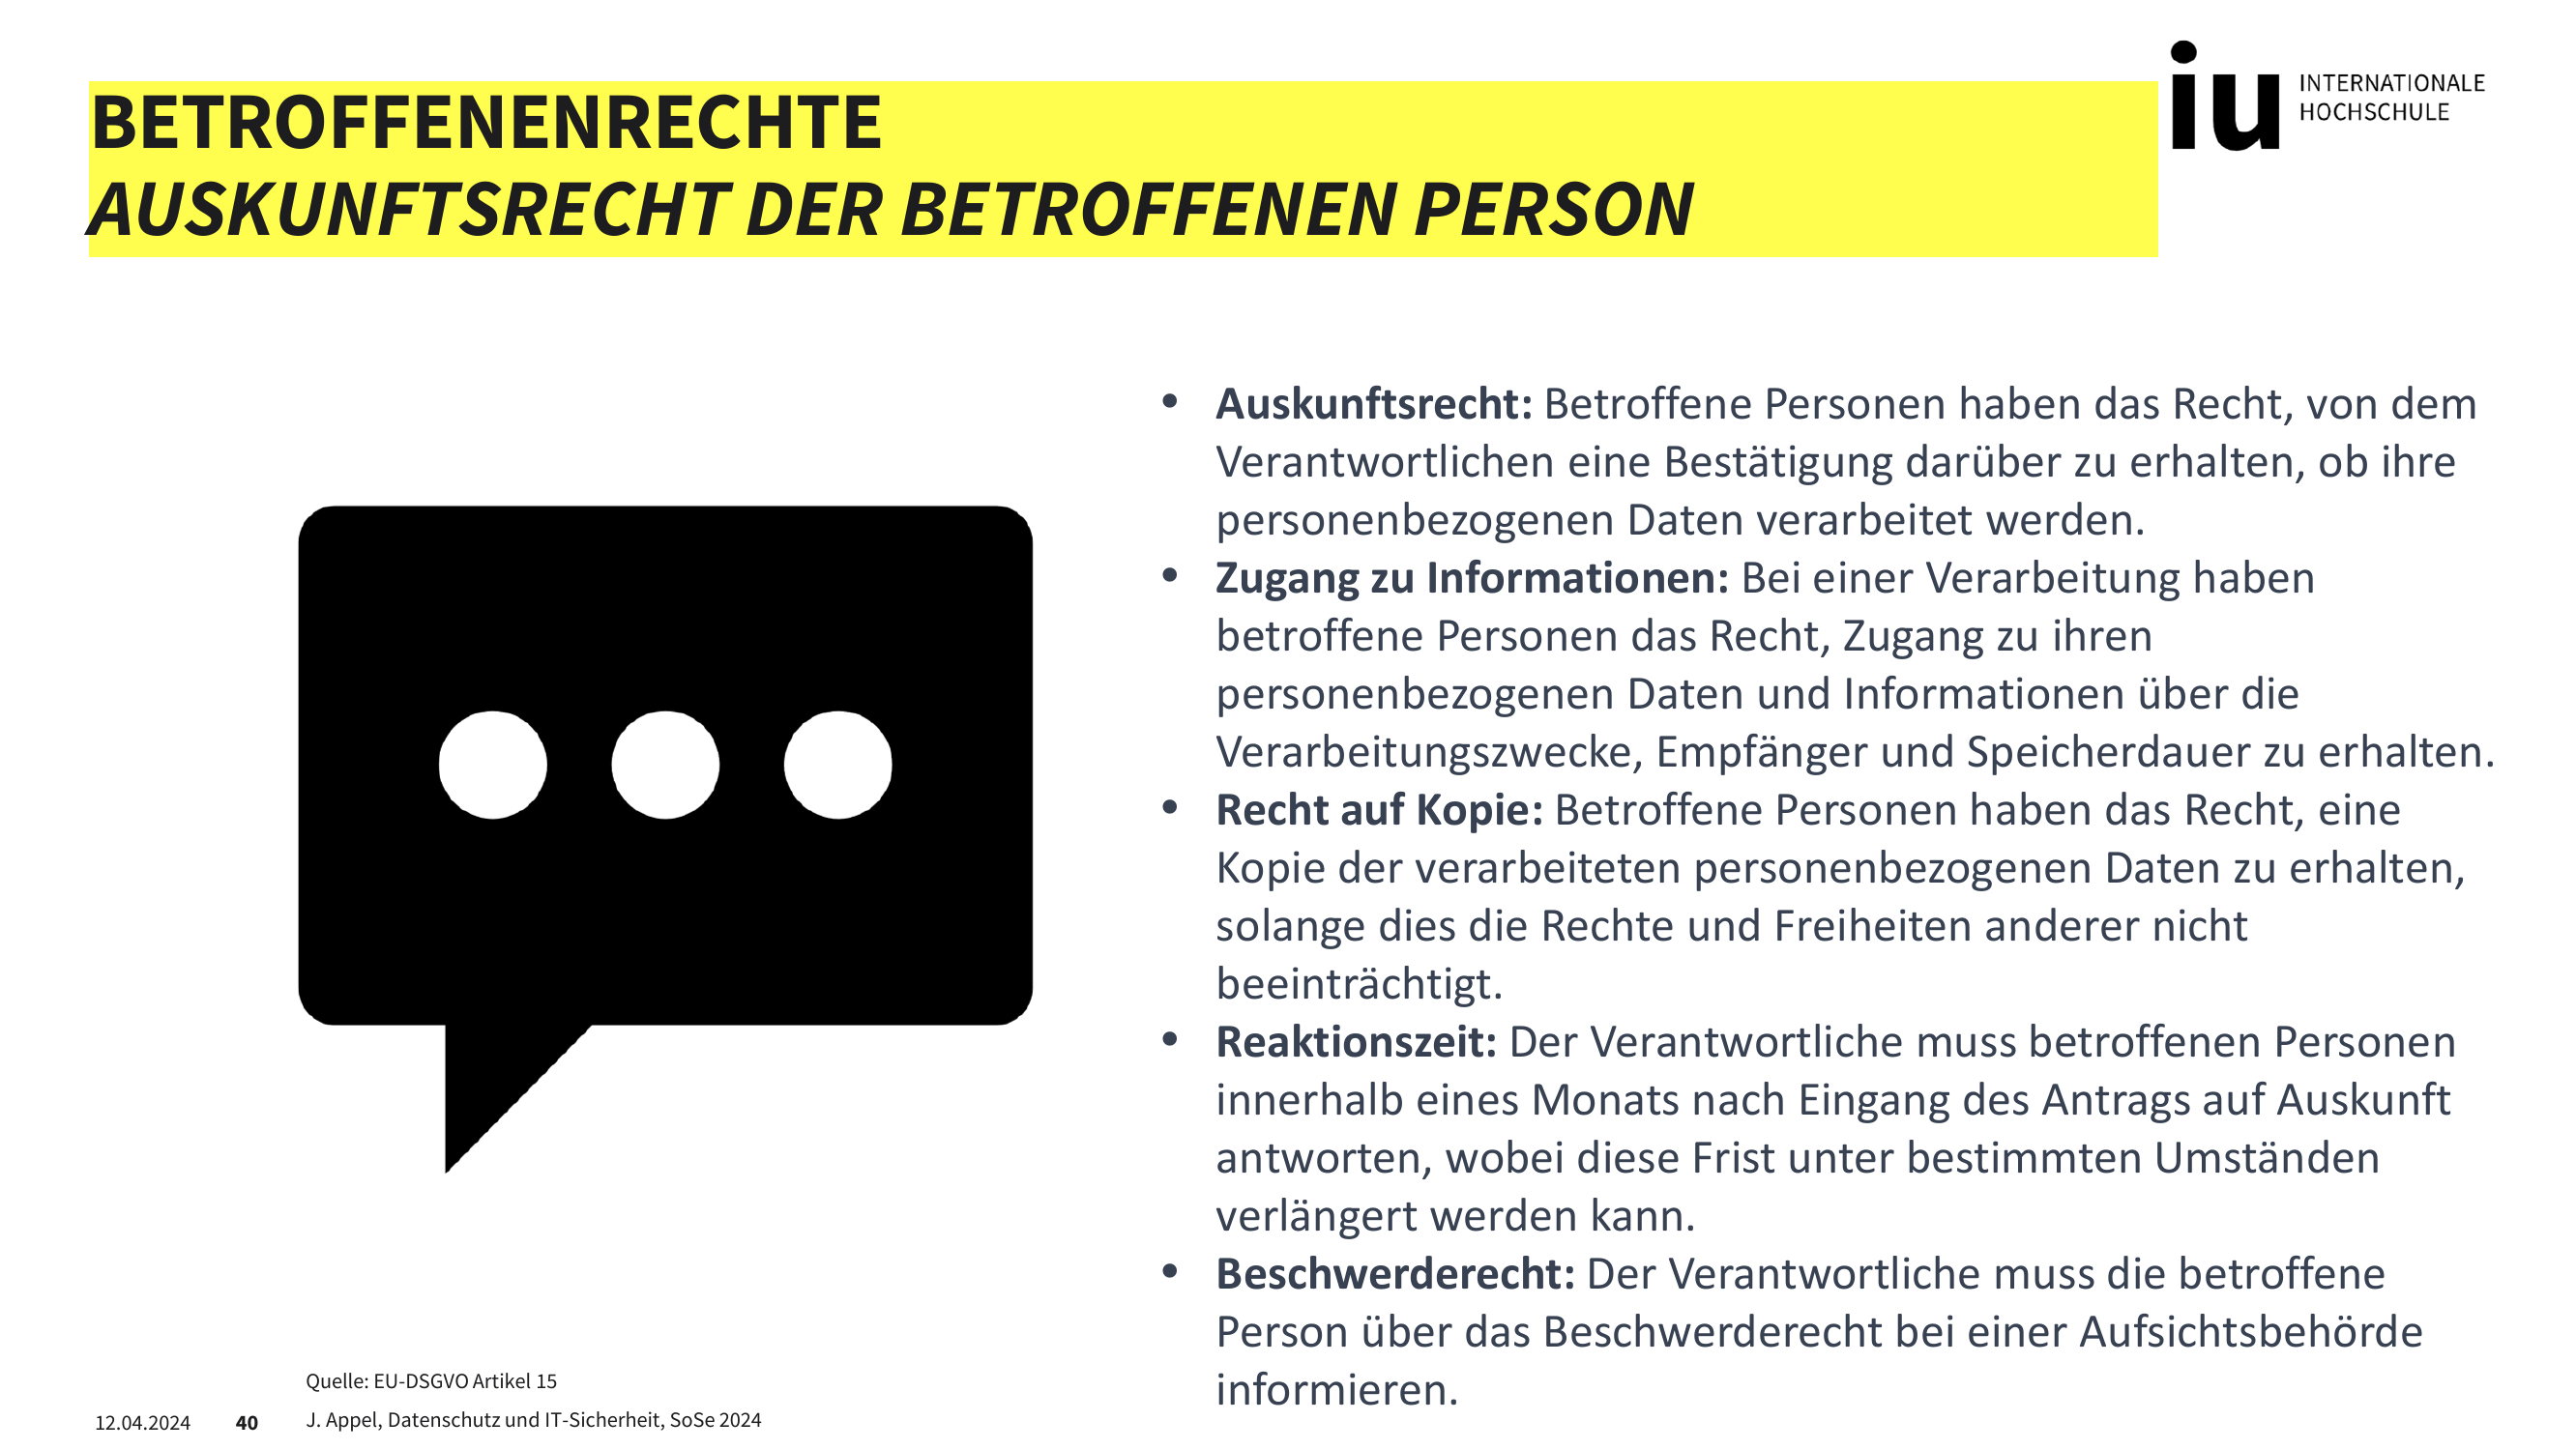 BETROFFENENRECHTE
AUSKUNFTSRECHT DER BETROFFENEN PERSON
iu INTERNATIONALE
HOCHSCHULE
• Auskunftsrecht: Betroffene Personen haben das Recht, von dem
Verantwortlichen eine Bestätigung darüber zu erhalten, ob ihre
personenbezogenen Daten verarbeitet werden.
• Zugang zu Informationen: Bei einer Verarbeitung haben
betroffene Personen das Recht, Zugang zu ihren
personenbezogenen Daten und Informationen über die
Verarbeitungszwecke, Empfänger und Speicherdauer zu erhalten.
• Recht auf Kopie: Betroffene Personen haben das Recht, eine
Kopie der verarbeiteten personenbezogenen Daten zu erhalten,
solange dies die Rechte und Freiheiten anderer nicht
beeinträchtigt.
• Reaktionszeit: Der Verantwortliche muss betroffenen Personen
innerhalb eines Monats nach Eingang des Antrags auf Auskunft
antworten, wobei diese Frist unter bestimmten Umständen
verlängert werden kann.
• Beschwerderecht: Der Verantwortliche muss die betroffene
Person über das Beschwerderecht bei einer Aufsichtsbehörde
informieren.
Quelle: EU-DSGVO Artikel 15
12.04.2024 40 J. Appel, Datenschutz und IT-Sicherheit, SoSe 2024